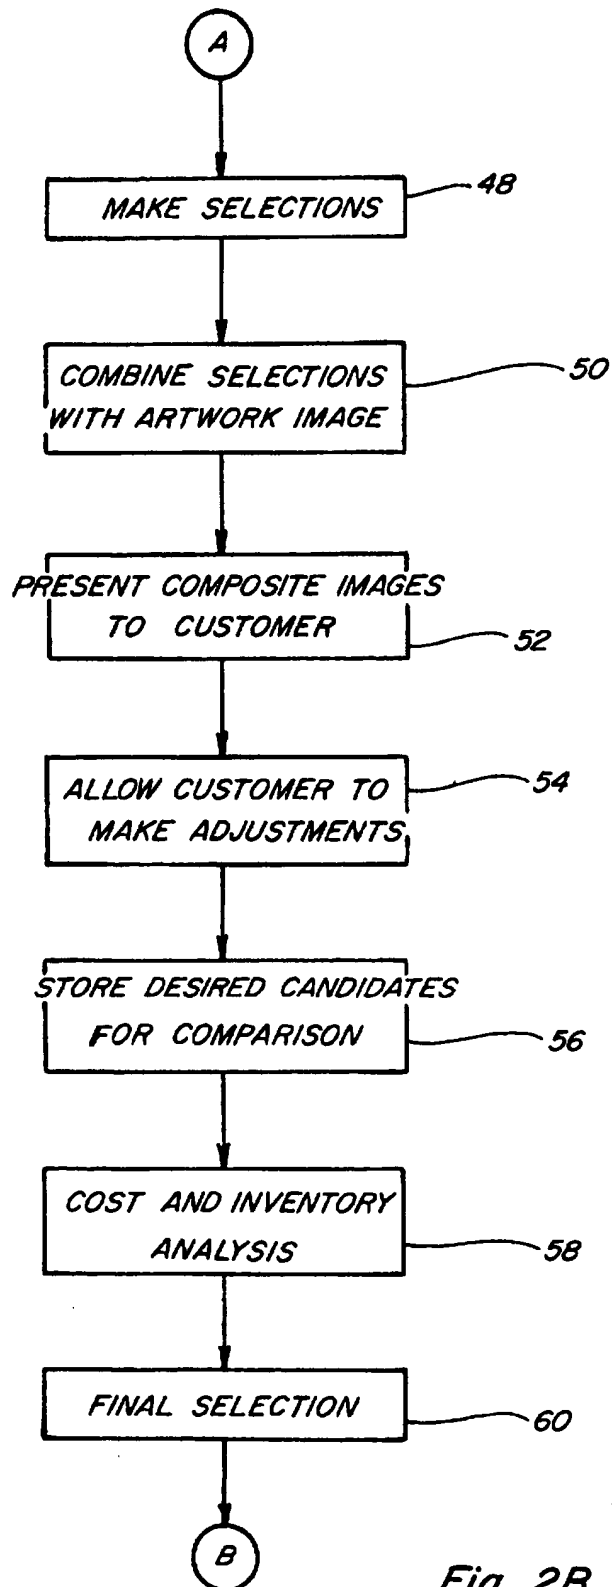 A
MAKE SELECTIONS
48
COMBINE SELECTIONS
WITH ARTWORK IMAGE
50
PRESENT COMPOSITE IMAGES
TO CUSTOMER
52
ALLOW CUSTOMER TO
MAKE ADJUSTMENTS
54
STORE DESIRED CANDIDATES
FOR COMPARISON
56
COST AND INVENTORY
ANALYSIS
58
FINAL SELECTION
60
B
Fig. 2B